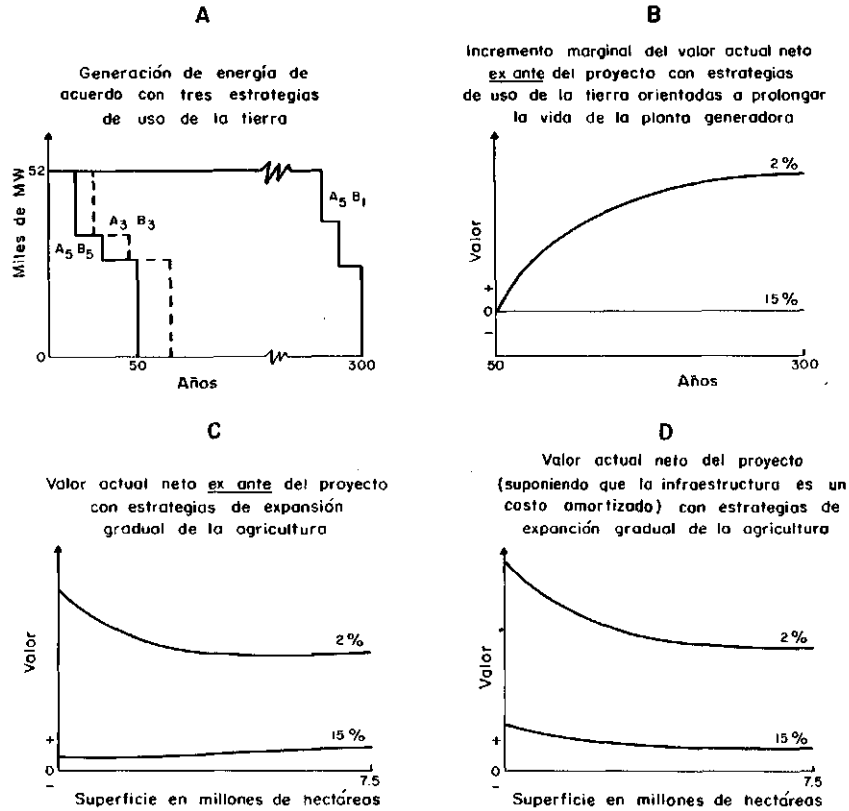 A
Generación de energía de
acuerdo con tres estrategias
de uso de la tierra
Miles de MW
52
0
A5 B5
A3 B3
A5 B1
50
300
Años
B
Incremento marginal del valor actual neto
ex ante del proyecto con estrategias
de uso de la tierra orientadas a prolongar
la vida de la planta generadora
Valor
+
0
−
2%
15%
50
300
Años
C
Valor actual neto ex ante del proyecto
con estrategias de expansión
gradual de la agricultura
Valor
+
0
−
2%
15%
7.5
Superficie en millones de hectáreas
D
Valor actual neto del proyecto
(suponiendo que la infraestructura es un
costo amortizado) con estrategias de
expanción gradual de la agricultura
Valor
+
0
−
2%
15%
7.5
Superficie en millones de hectáreas